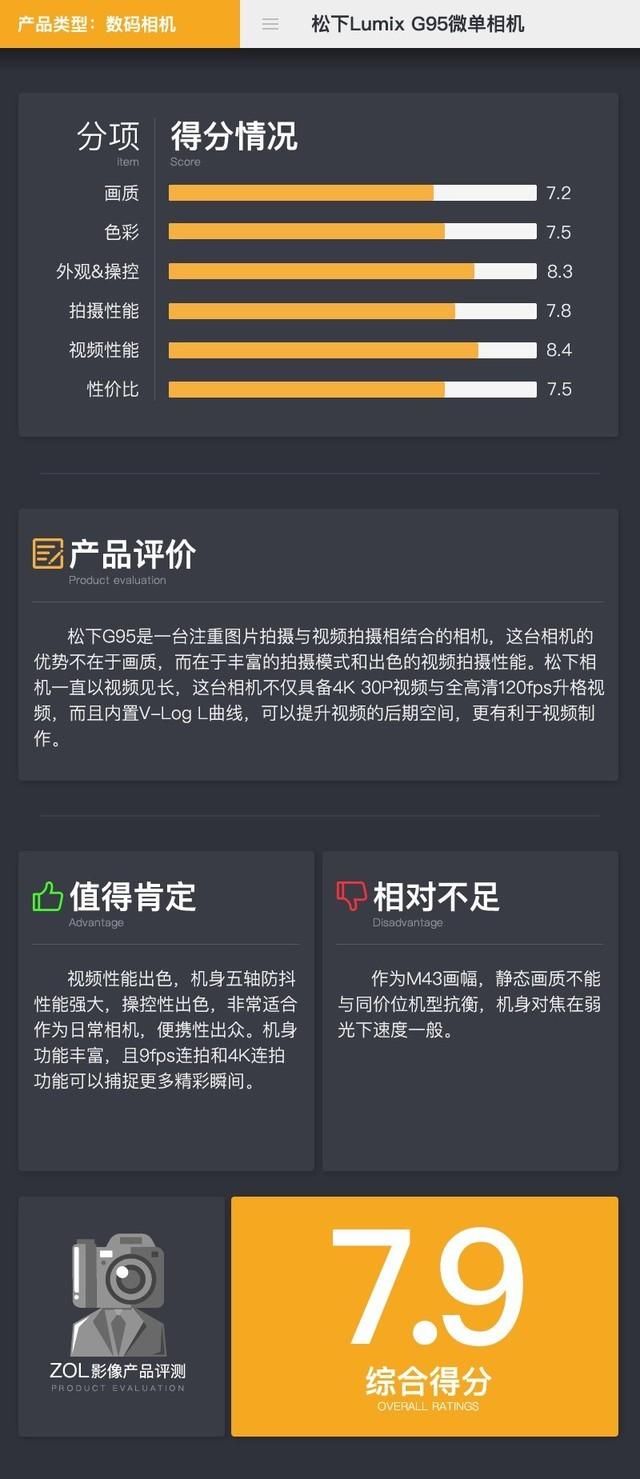 产品类型：数码相机
松下Lumix G95微单相机
分项
Item
得分情况
Score
画质 7.2
色彩 7.5
外观&操控 8.3
拍摄性能 7.8
视频性能 8.4
性价比 7.5
产品评价
Product evaluation
松下G95是一台注重图片拍摄与视频拍摄相结合的相机，这台相机的
优势不在于画质，而在于丰富的拍摄模式和出色的视频拍摄性能。松下相
机一直以视频见长，这台相机不仅具备4K 30P视频与全高清120fps升格视
频，而且内置V-Log L曲线，可以提升视频的后期空间，更有利于视频制
作。
值得肯定
Advantage
视频性能出色，机身五轴防抖
性能强大，操控性出色，非常适合
作为日常相机，便携性出众。机身
功能丰富，且9fps连拍和4K连拍
功能可以捕捉更多精彩瞬间。
相对不足
Disadvantage
作为M43画幅，静态画质不能
与同价位机型抗衡，机身对焦在弱
光下速度一般。
ZOL影像产品评测
PRODUCT EVALUATION
7.9
综合得分
OVERALL RATINGS